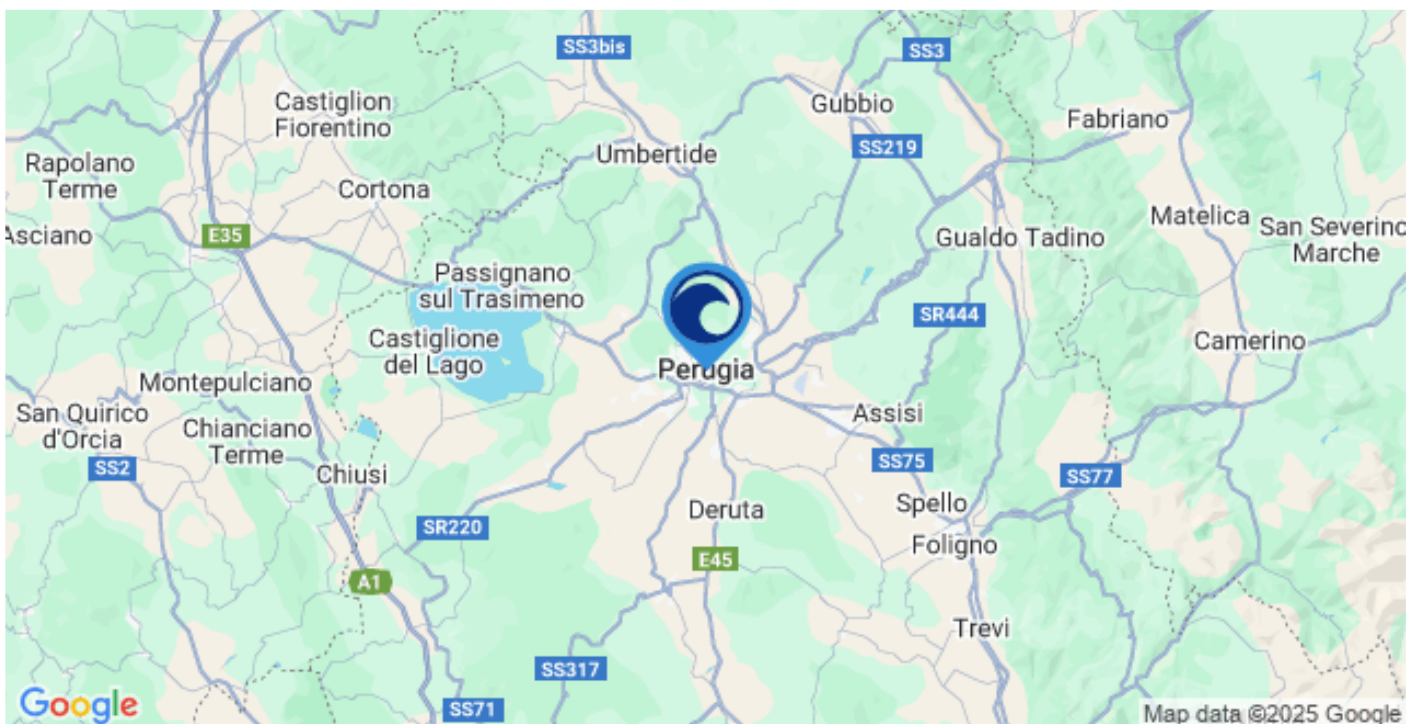 SS3bis
SS3
Castiglion
Fiorentino
Gubbio
Fabriano
SS219
Umbertide
Rapolano
Terme
Cortona
Matelica
Asciano
E35
Gualdo Tadino
San Severino
Marche
Passignano
sul Trasimeno
SR444
Castiglione
del Lago
Camerino
Perugia
Montepulciano
San Quirico
d'Orcia
Assisi
Chianciano
Terme
SS2
Chiusi
SS75
SS77
Spello
Deruta
SR220
Foligno
E45
A1
Trevi
SS317
Google
SS71
Map data ©2025 Google